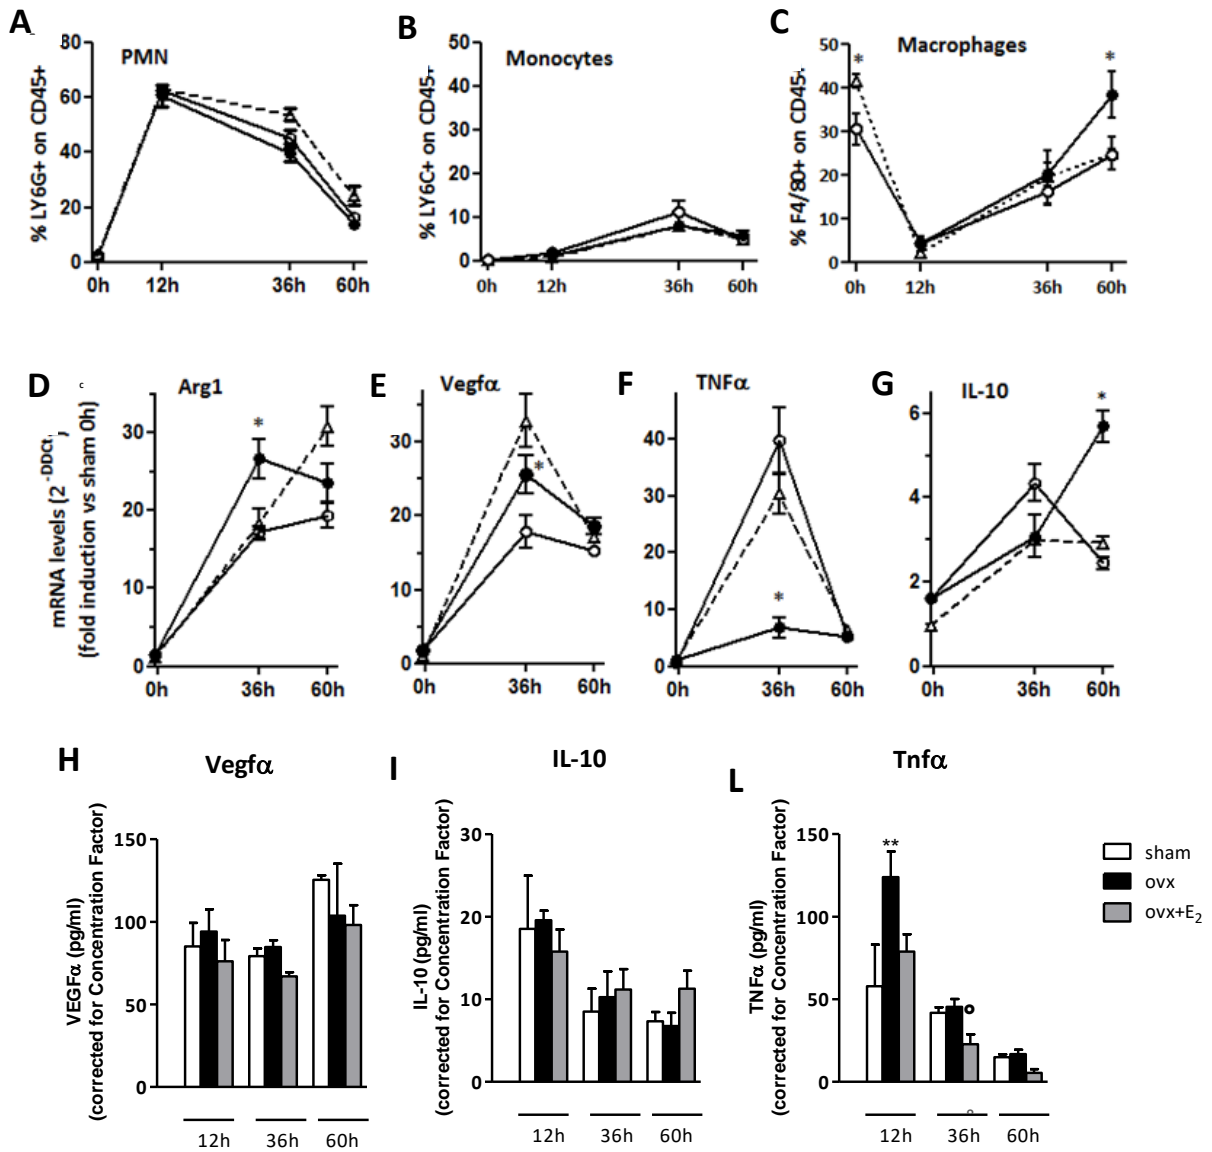 A
B
C
PMN
Monocytes
Macrophages
% LY6G+ on CD45+
80
60
40
20
0
0h 12h 36h 60h
% LY6C+ on CD45+
50
40
30
20
10
0
0h 12h 36h 60h
% F4/80+ on CD45+
50
40
30
20
10
0
* *
0h 12h 36h 60h
D
E
F
G
Arg1
Vegfα
TNFα
IL-10
c
mRNA levels (2^-DDCt)
(fold induction vs sham 0h)
30
20
10
0
*
0h 36h 60h
30
20
10
0
*
0h 36h 60h
40
30
20
10
0
*
0h 36h 60h
6
4
2
0
*
0h 36h 60h
H
Vegfα
I
IL-10
L
Tnfα
VEGFα (pg/ml)
(corrected for Concentration Factor)
150
100
50
0
12h 36h 60h
IL-10 (pg/ml)
(corrected for Concentration Factor)
30
20
10
0
12h 36h 60h
TNFα (pg/ml)
(corrected for Concentration Factor)
150
100
50
0
**
12h 36h 60h
sham
ovx
ovx+E2